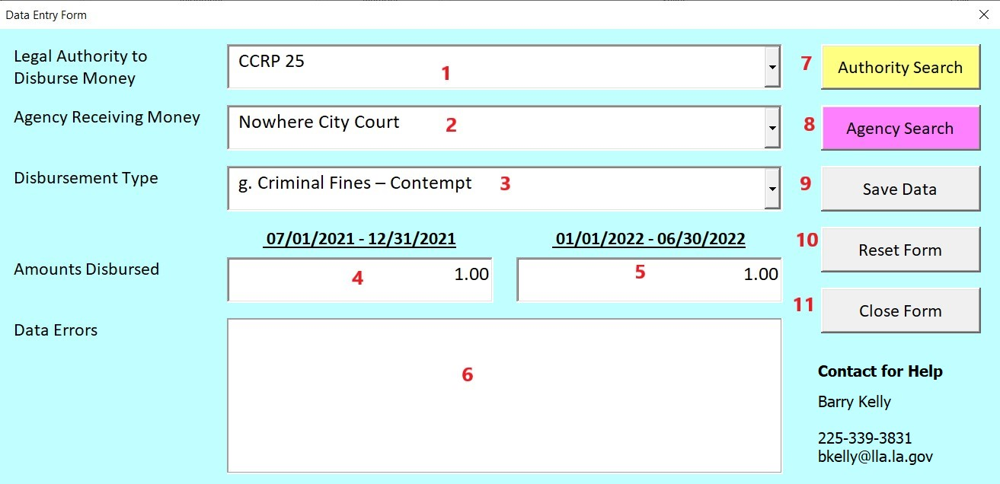 Data Entry Form
Legal Authority to
Disburse Money
CCRP 25
1
7
Authority Search
Agency Receiving Money
Nowhere City Court
2
8
Agency Search
Disbursement Type
g. Criminal Fines – Contempt
3
9
Save Data
07/01/2021 - 12/31/2021
01/01/2022 - 06/30/2022
10
Reset Form
Amounts Disbursed
4
1.00
5
1.00
11
Close Form
Data Errors
6
Contact for Help
Barry Kelly
225-339-3831
bkelly@lla.la.gov